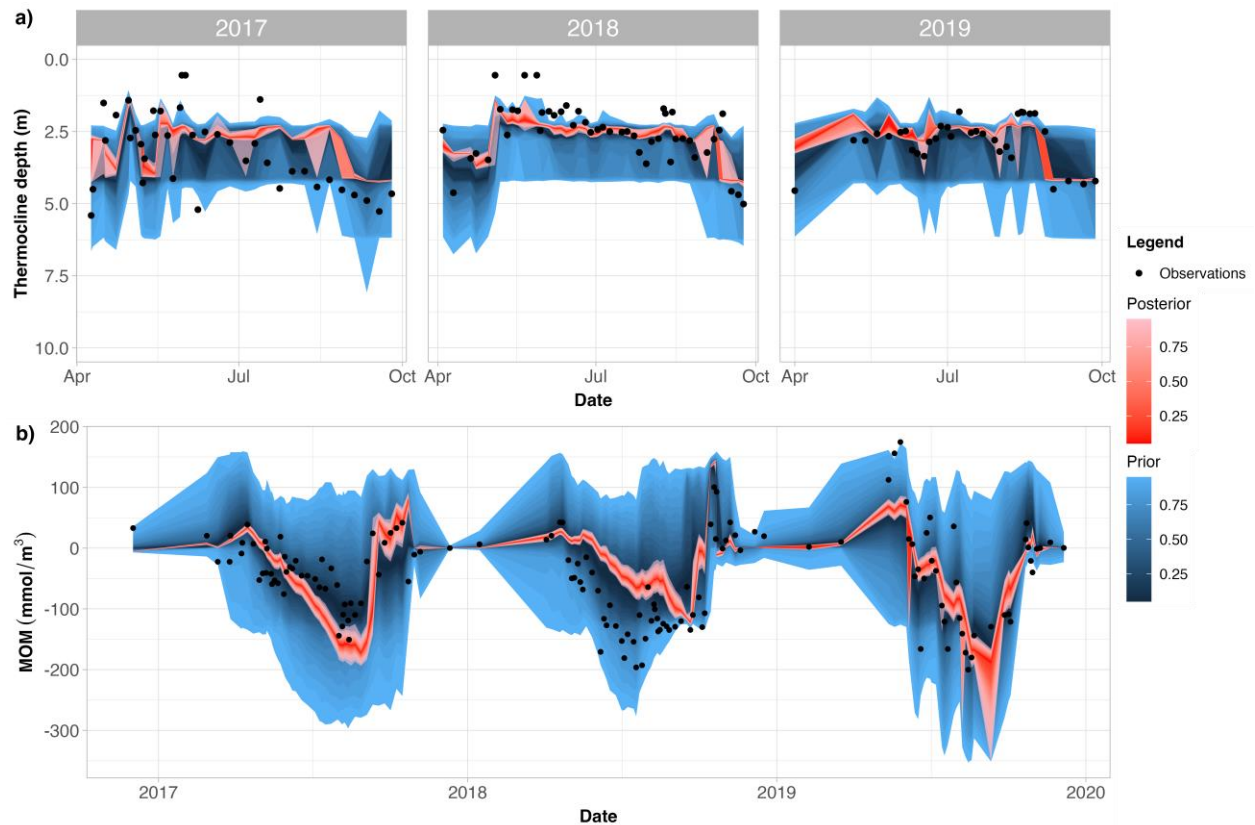 a)
2017
2018
2019
0.0
2.5
5.0
7.5
10.0
Thermocline depth (m)
Apr
Jul
Oct
Apr
Jul
Oct
Apr
Jul
Oct
Date
Legend
Observations
Posterior
0.75
0.50
0.25
Prior
0.75
0.50
0.25
b)
200
100
0
-100
-200
-300
MOM (mmol/m³)
2017
2018
2019
2020
Date